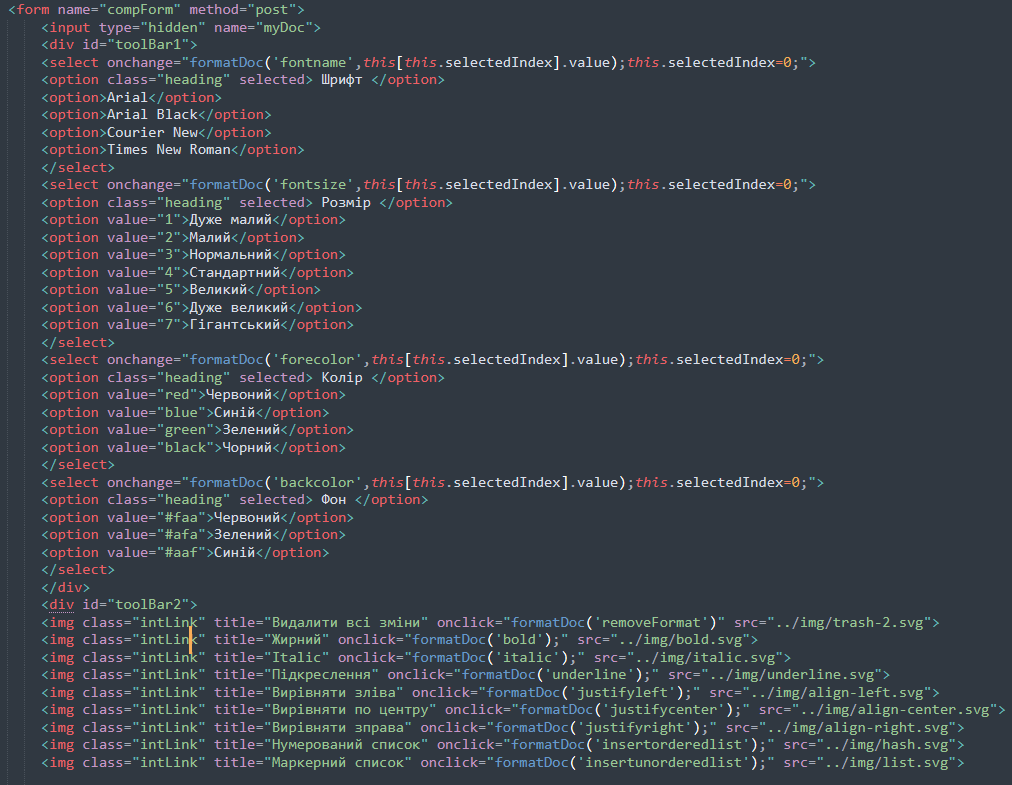 <form name="compForm" method="post">
<input type="hidden" name="myDoc">
<div id="toolBar1">
<select onchange="formatDoc('fontname',this[this.selectedIndex].value);this.selectedIndex=0;">
<option class="heading" selected> Шрифт </option>
<option>Arial</option>
<option>Arial Black</option>
<option>Courier New</option>
<option>Times New Roman</option>
</select>
<select onchange="formatDoc('fontsize',this[this.selectedIndex].value);this.selectedIndex=0;">
<option class="heading" selected> Розмір </option>
<option value="1">Дуже малий</option>
<option value="2">Малий</option>
<option value="3">Нормальний</option>
<option value="4">Стандартний</option>
<option value="5">Великий</option>
<option value="6">Дуже великий</option>
<option value="7">Гігантський</option>
</select>
<select onchange="formatDoc('forecolor',this[this.selectedIndex].value);this.selectedIndex=0;">
<option class="heading" selected> Колір </option>
<option value="red">Червоний</option>
<option value="blue">Синій</option>
<option value="green">Зелений</option>
<option value="black">Чорний</option>
</select>
<select onchange="formatDoc('backcolor',this[this.selectedIndex].value);this.selectedIndex=0;">
<option class="heading" selected> Фон </option>
<option value="#faa">Червоний</option>
<option value="#afa">Зелений</option>
<option value="#aaf">Синій</option>
</select>
</div>
<div id="toolBar2">
<img class="intLink" title="Видалити всі зміни" onclick="formatDoc('removeFormat')" src="../img/trash-2.svg">
<img class="intLink" title="Жирний" onclick="formatDoc('bold');" src="../img/bold.svg">
<img class="intLink" title="Italic" onclick="formatDoc('italic');" src="../img/italic.svg">
<img class="intLink" title="Підкреслення" onclick="formatDoc('underline');" src="../img/underline.svg">
<img class="intLink" title="Вирівняти зліва" onclick="formatDoc('justifyleft');" src="../img/align-left.svg">
<img class="intLink" title="Вирівняти по центру" onclick="formatDoc('justifycenter');" src="../img/align-center.svg">
<img class="intLink" title="Вирівняти зправа" onclick="formatDoc('justifyright');" src="../img/align-right.svg">
<img class="intLink" title="Нумерований список" onclick="formatDoc('insertorderedlist');" src="../img/hash.svg">
<img class="intLink" title="Маркерний список" onclick="formatDoc('insertunorderedlist');" src="../img/list.svg">